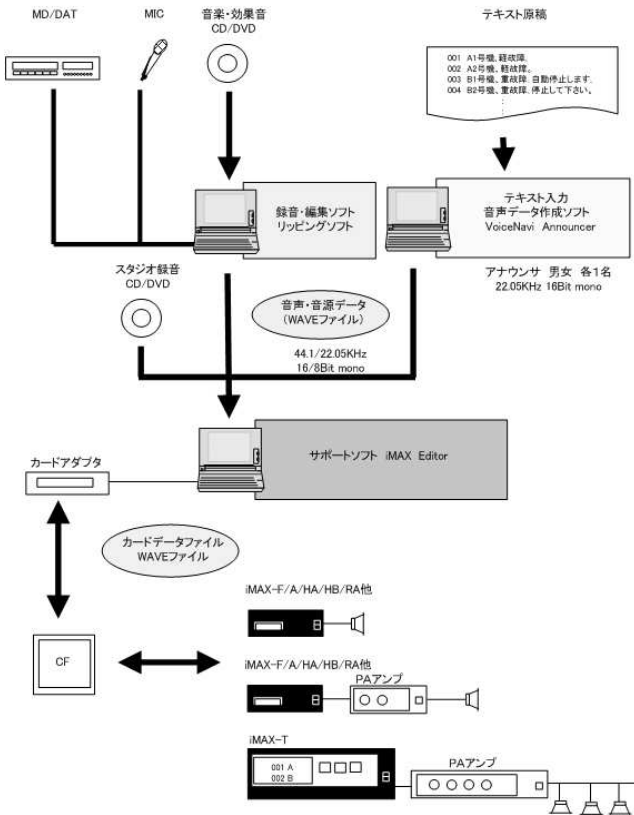 MD/DAT
MIC
音楽・効果音
CD/DVD
テキスト原稿
001 A1号機、軽故障.
002 A2号機、軽故障。
003 B1号機、重故障. 自動停止します.
004 B2号機、重故障. 停止して下さい。
録音・編集ソフト
リッピングソフト
テキスト入力
音声データ作成ソフト
VoiceNavi Announcer
アナウンサ 男女 各1名
22.05KHz 16Bit mono
スタジオ録音
CD/DVD
音声・音源データ
(WAVEファイル)
44.1/22.05KHz
16/8Bit mono
サポートソフト iMAX Editor
カードアダプタ
カードデータファイル
WAVEファイル
CF
iMAX-F/A/HA/HB/RA他
iMAX-F/A/HA/HB/RA他
PAアンプ
iMAX-T
001 A
002 B
PAアンプ